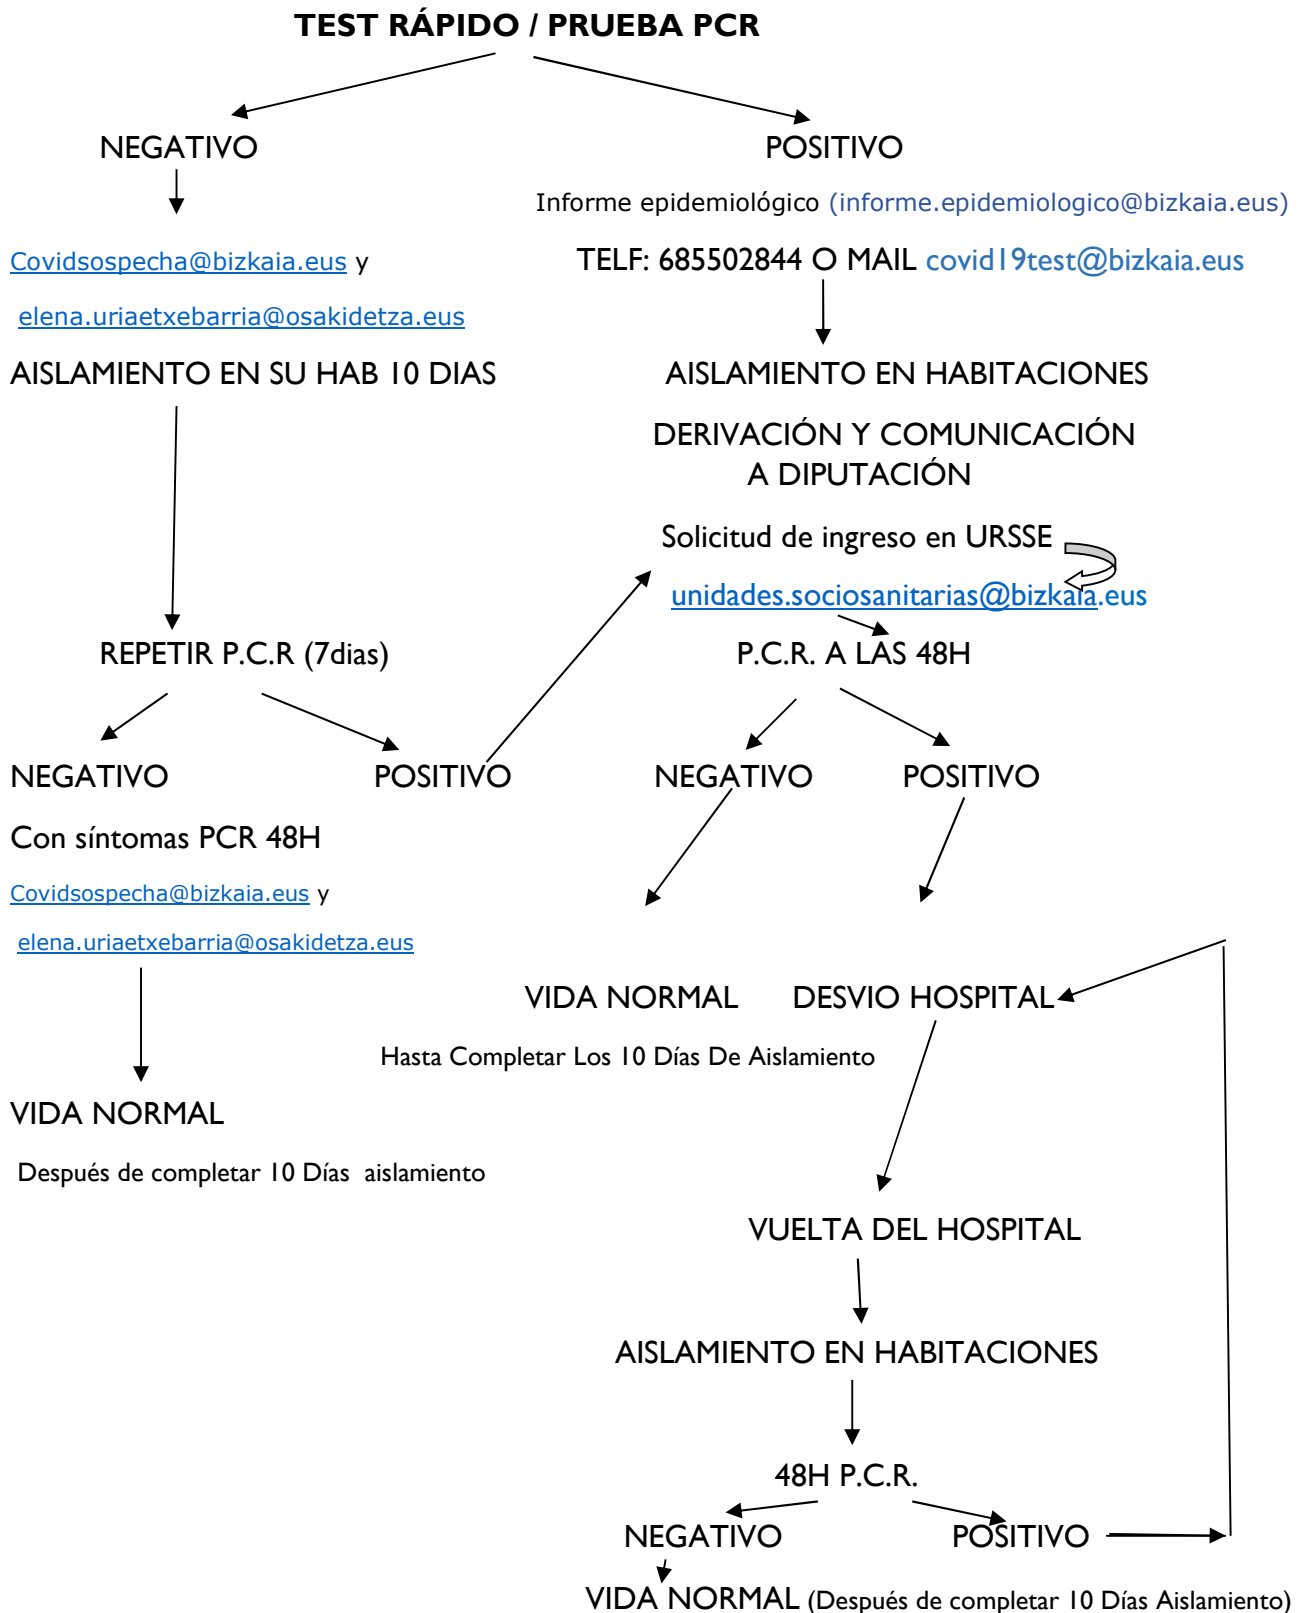 TEST RÁPIDO / PRUEBA PCR
NEGATIVO
POSITIVO
Informe epidemiológico (informe.epidemiologico@bizkaia.eus)
Covidsospecha@bizkaia.eus y
TELF: 685502844 O MAIL covid19test@bizkaia.eus
elena.uriaetxebarria@osakidetza.eus
AISLAMIENTO EN SU HAB 10 DIAS
AISLAMIENTO EN HABITACIONES
DERIVACIÓN Y COMUNICACIÓN
A DIPUTACIÓN
Solicitud de ingreso en URSSE
unidades.sociosanitarias@bizkaia.eus
REPETIR P.C.R (7dias)
P.C.R. A LAS 48H
NEGATIVO
POSITIVO
NEGATIVO
POSITIVO
Con síntomas PCR 48H
Covidsospecha@bizkaia.eus y
elena.uriaetxebarria@osakidetza.eus
VIDA NORMAL
DESVIO HOSPITAL
Hasta Completar Los 10 Días De Aislamiento
VIDA NORMAL
Después de completar 10 Días aislamiento
VUELTA DEL HOSPITAL
AISLAMIENTO EN HABITACIONES
48H P.C.R.
NEGATIVO
POSITIVO
VIDA NORMAL (Después de completar 10 Días Aislamiento)